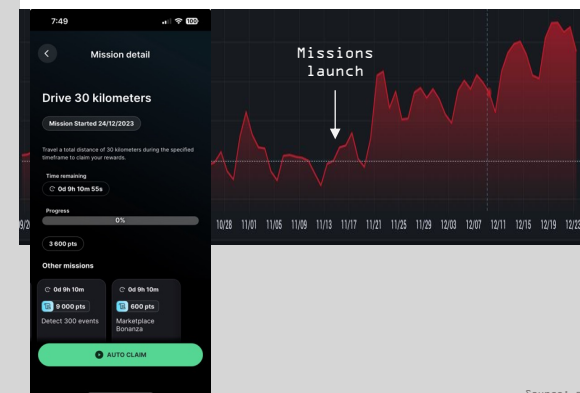 7:49
100
Mission detail
Drive 30 kilometers
Mission Started 24/12/2023
Travel a total distance of 30 kilometers during the specified
timeframe to claim your rewards.
Time remaining
0d 9h 10m 55s
Progress
0%
3 600 pts
Other missions
0d 9h 10m
9 000 pts
Detect 300 events
0d 9h 10m
600 pts
Marketplace
Bonanza
AUTO CLAIM
Missions
launch
10/28 11/01 11/05 11/09 11/13 11/17 11/21 11/25 11/29 12/03 12/07 12/11 12/15 12/19 12/23